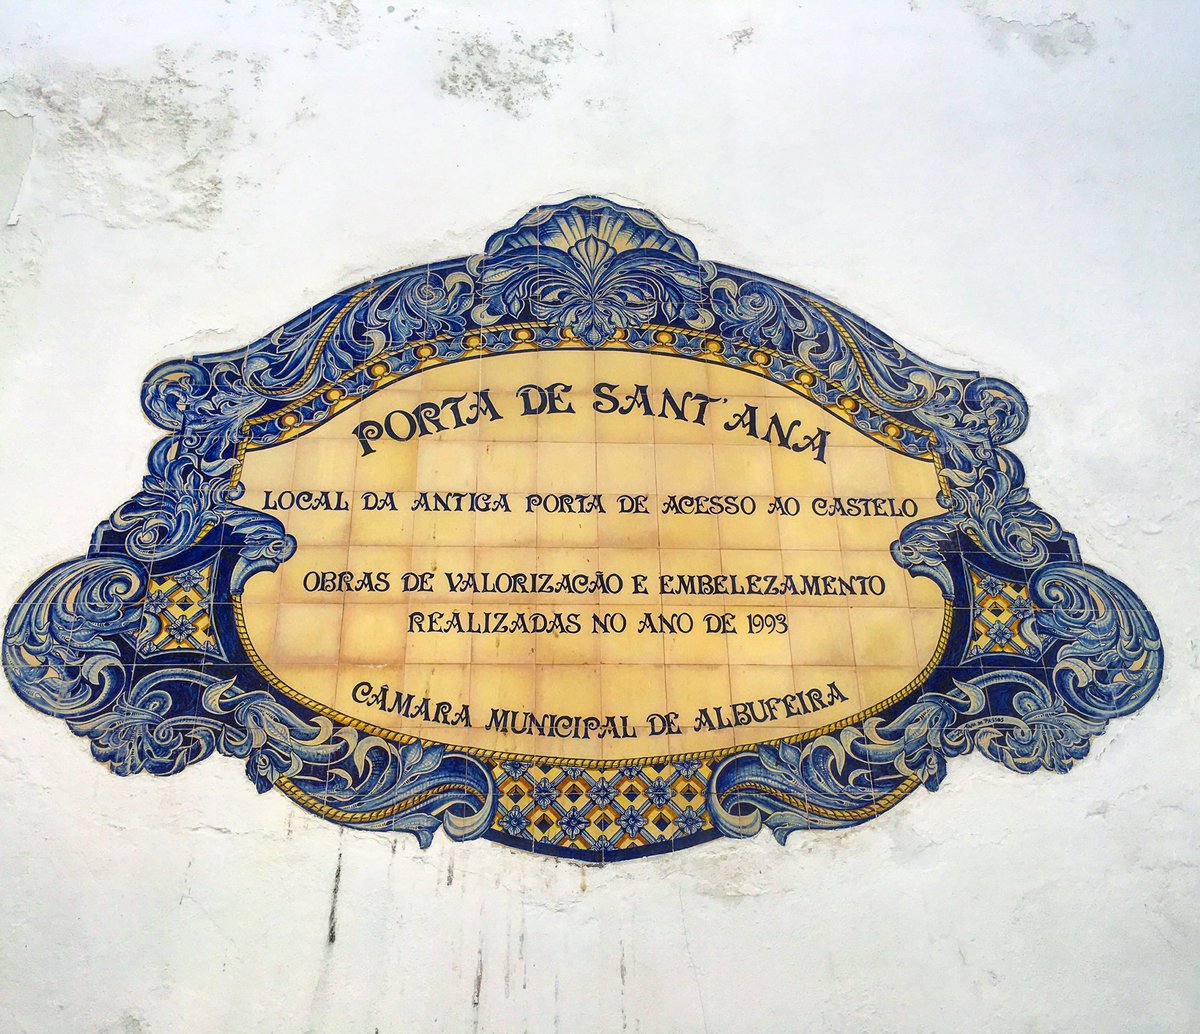 PORTA DE SANT'ANA
LOCAL DA ANTIGA PORTA DE ACESSO AO CASTELO
OBRAS DE VALORIZAÇÃO E EMBELEZAMENTO
REALIZADAS NO ANO DE 1993
CÂMARA MUNICIPAL DE ALBUFEIRA